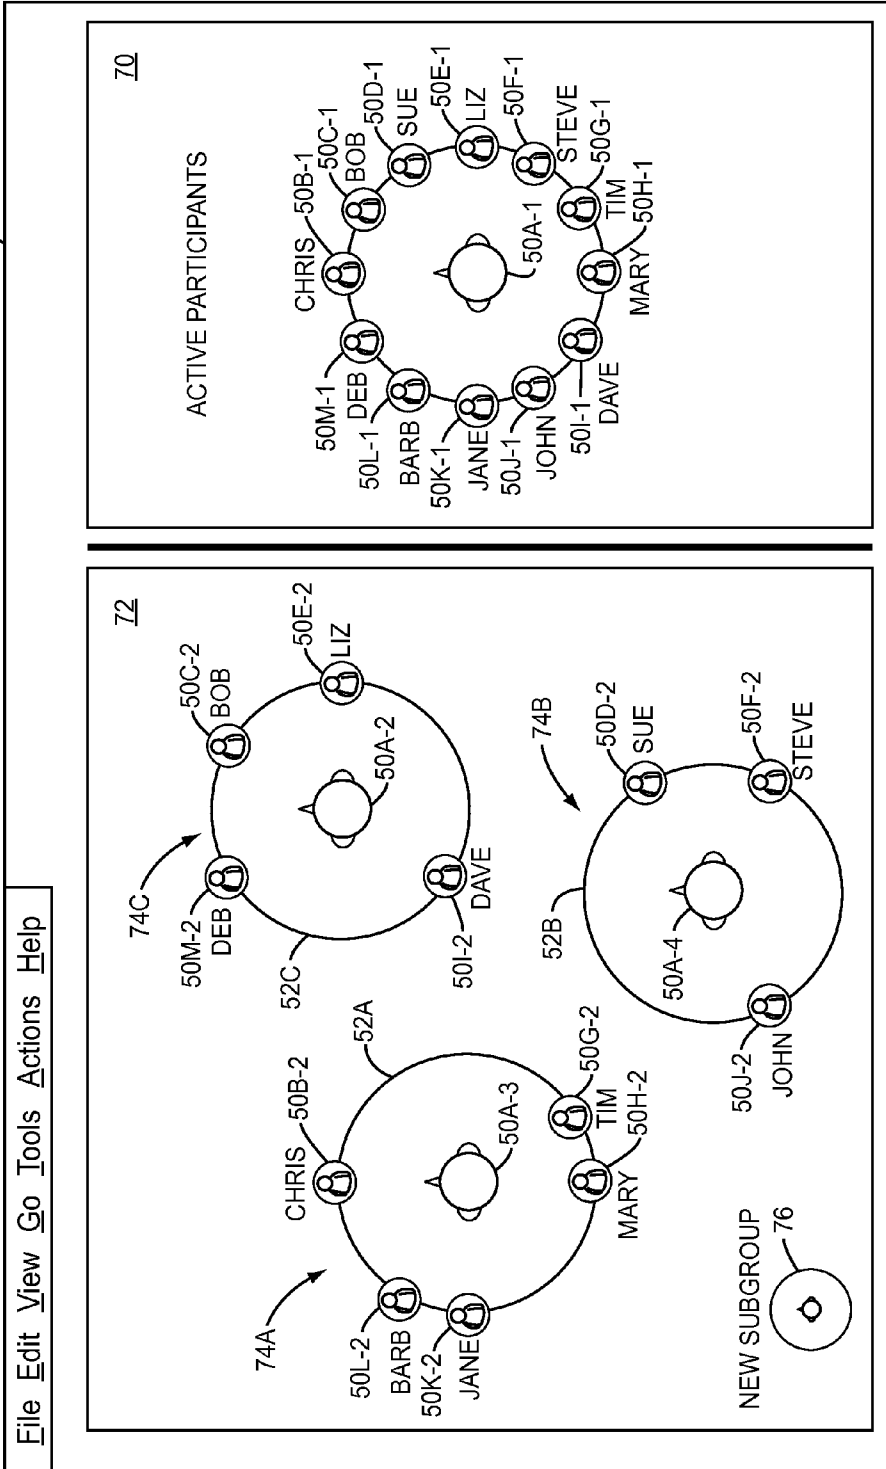 File Edit View Go Tools Actions Help
72
74A
CHRIS
50B-2
52A
50L-2
BARB
50K-2
JANE
50A-3
50G-2
TIM
50H-2
MARY
NEW SUBGROUP
76
74C
50M-2
DEB
50C-2
BOB
50E-2
LIZ
52C
50A-2
50I-2
DAVE
74B
52B
50D-2
SUE
50A-4
50F-2
STEVE
50J-2
JOHN
70
ACTIVE PARTICIPANTS
CHRIS
50B-1
50C-1
BOB
50D-1
SUE
50E-1
LIZ
50F-1
STEVE
50G-1
TIM
50H-1
MARY
50A-1
50M-1
DEB
50L-1
BARB
50K-1
JANE
50J-1
JOHN
50I-1
DAVE